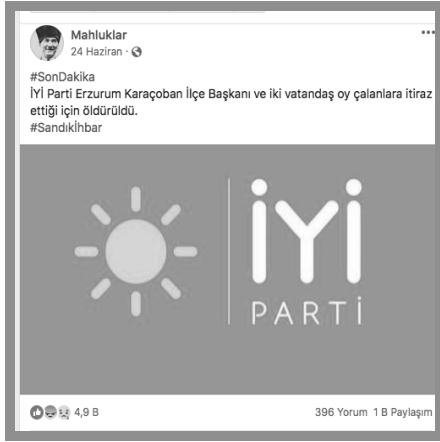 Mahluklar
24 Haziran ·
#SonDakika
İYİ Parti Erzurum Karaçoban İlçe Başkanı ve iki vatandaş oy çalanlara itiraz
ettiği için öldürüldü.
#Sandıkİhbar
iYi
PARTİ
4,9 B
396 Yorum 1 B Paylaşım